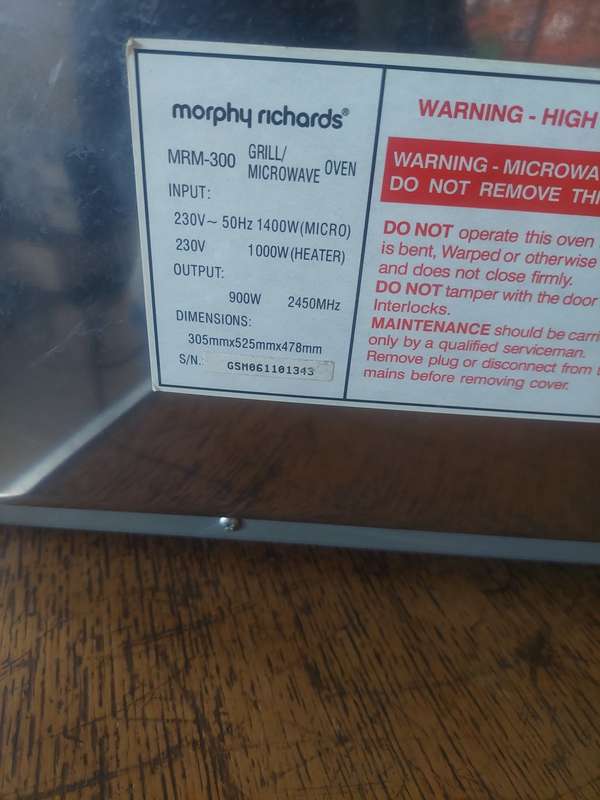 morphy richards®
MRM-300 GRILL/ MICROWAVE OVEN
INPUT:
230V~ 50Hz 1400W(MICRO)
230V 1000W(HEATER)
OUTPUT:
900W 2450MHz
DIMENSIONS:
305mmx525mmx478mm
S/N.: GSM061101343
WARNING - HIGH
WARNING - MICROWA
DO NOT REMOVE THI
DO NOT operate this oven
is bent, Warped or otherwise
and does not close firmly.
DO NOT tamper with the door
Interlocks.
MAINTENANCE should be carri
only by a qualified serviceman.
Remove plug or disconnect from
mains before removing cover.